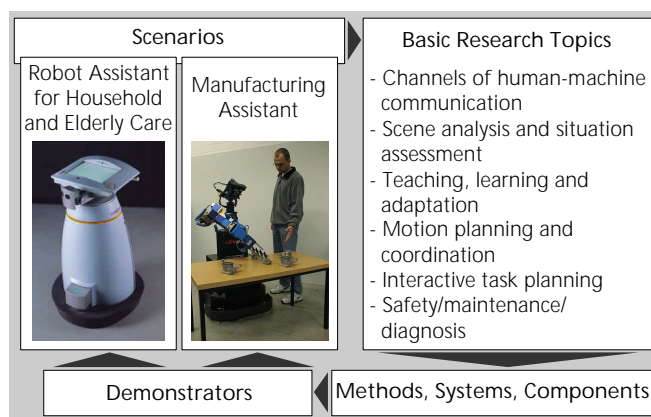 Scenarios
Robot Assistant
for Household
and Elderly Care
Manufacturing
Assistant
Basic Research Topics
- Channels of human-machine
communication
- Scene analysis and situation
assessment
- Teaching, learning and
adaptation
- Motion planning and
coordination
- Interactive task planning
- Safety/maintenance/
diagnosis
Demonstrators
Methods, Systems, Components